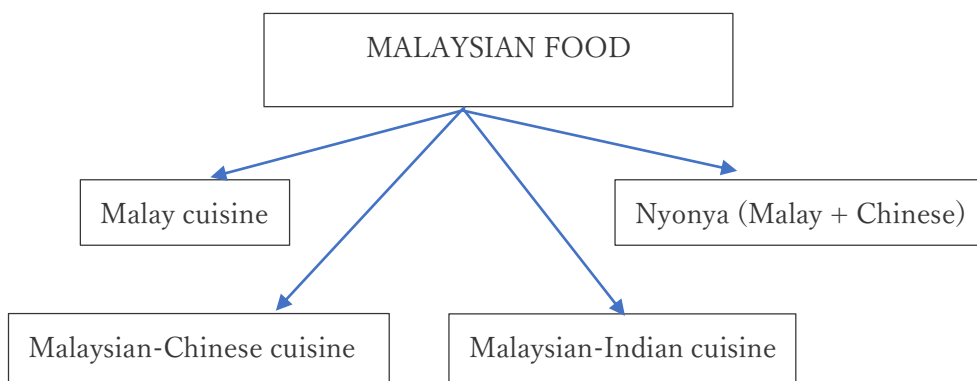 MALAYSIAN FOOD
Malay cuisine
Nyonya (Malay + Chinese)
Malaysian-Chinese cuisine
Malaysian-Indian cuisine